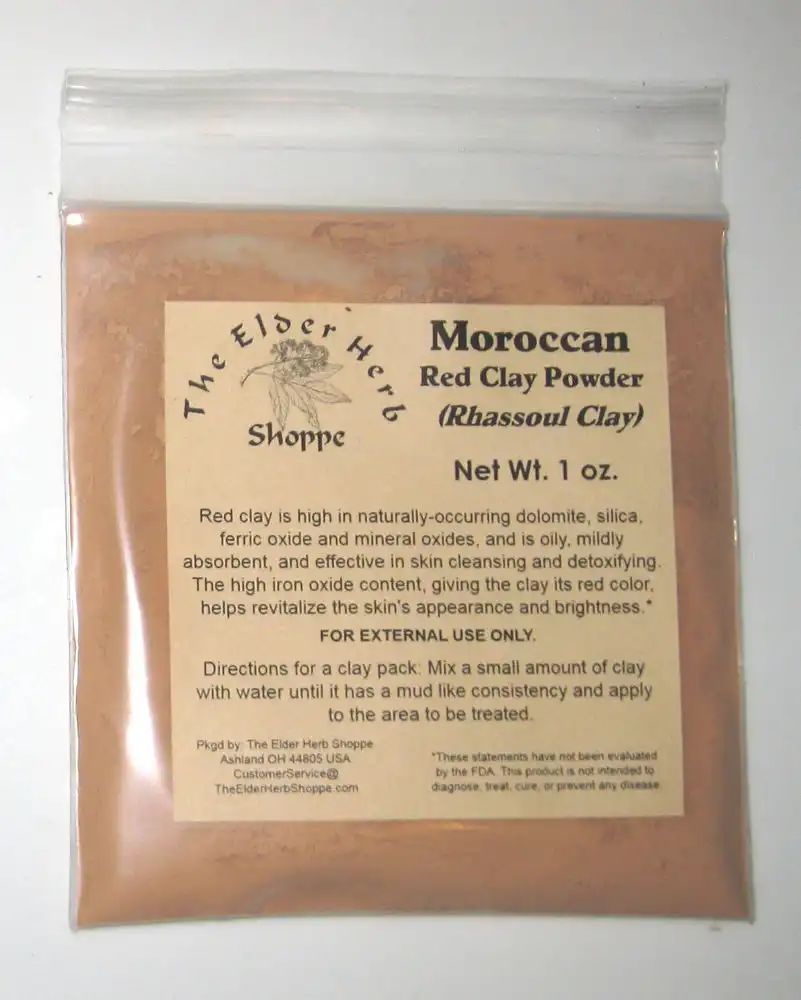 The Elder Herb
Shoppe
Moroccan
Red Clay Powder
(Rhassoul Clay)
Net Wt. 1 oz.
Red clay is high in naturally-occurring dolomite, silica,
ferric oxide and mineral oxides, and is oily, mildly
absorbent, and effective in skin cleansing and detoxifying.
The high iron oxide content, giving the clay its red color,
helps revitalize the skin's appearance and brightness.*
FOR EXTERNAL USE ONLY.
Directions for a clay pack: Mix a small amount of clay
with water until it has a mud like consistency and apply
to the area to be treated.
Pkgd by: The Elder Herb Shoppe
Ashland OH 44805 USA
CustomerService@
TheElderHerbShoppe.com
*These statements have not been evaluated
by the FDA. This product is not intended to
diagnose, treat, cure, or prevent any disease.